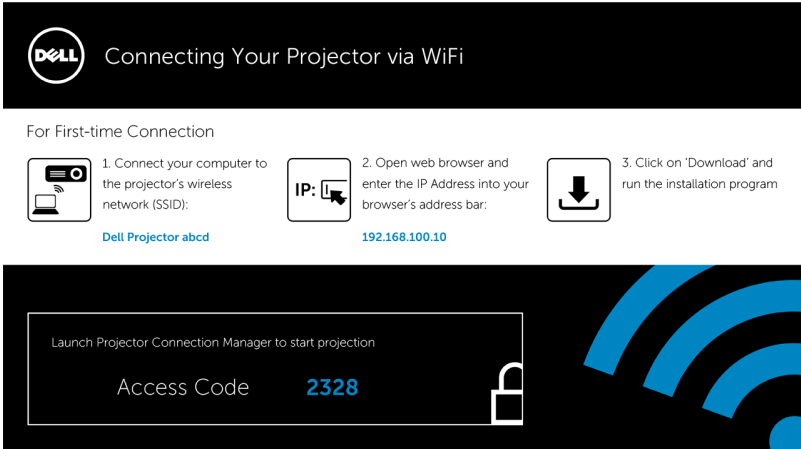 DELL
Connecting Your Projector via WiFi
For First-time Connection
1. Connect your computer to
the projector's wireless
network (SSID):
Dell Projector abcd
IP:
2. Open web browser and
enter the IP Address into your
browser's address bar:
192.168.100.10
3. Click on 'Download' and
run the installation program
Launch Projector Connection Manager to start projection
Access Code 2328